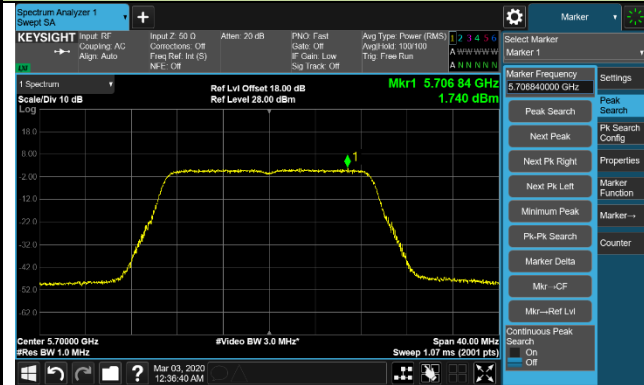 Spectrum Analyzer 1
Swept SA
+
Marker
KEYSIGHT Input: RF Input Z: 50 Ω Atten: 20 dB PNO: Fast Avg Type: Power (RMS) 1 2 3 4 5 6
Coupling: AC Corrections: Off Gate: Off Avg|Hold: 100/100 A W W W W W
Align: Auto Freq Ref: Int (S) IF Gain: Low Trig: Free Run
NFE: Off Sig Track: Off A N N N N N
LXI
Select Marker
Marker 1
1 Spectrum
Scale/Div 10 dB
Ref Lvl Offset 18.00 dB
Ref Level 28.00 dBm
Mkr1 5.706 84 GHz
1.740 dBm
Log
18.0
8.00
-2.00
-12.0
-22.0
-32.0
-42.0
-52.0
-62.0
1
Center 5.70000 GHz #Video BW 3.0 MHz* Span 40.00 MHz
#Res BW 1.0 MHz Sweep 1.07 ms (2001 pts)
Marker Frequency
5.706840000 GHz
Peak Search
Next Peak
Next Pk Right
Next Pk Left
Minimum Peak
Pk-Pk Search
Marker Delta
Mkr→CF
Mkr→Ref Lvl
Continuous Peak
Search
On
Off
Settings
Peak
Search
Pk Search
Config
Properties
Marker
Function
Marker→
Counter
?
Mar 03, 2020
12:36:40 AM